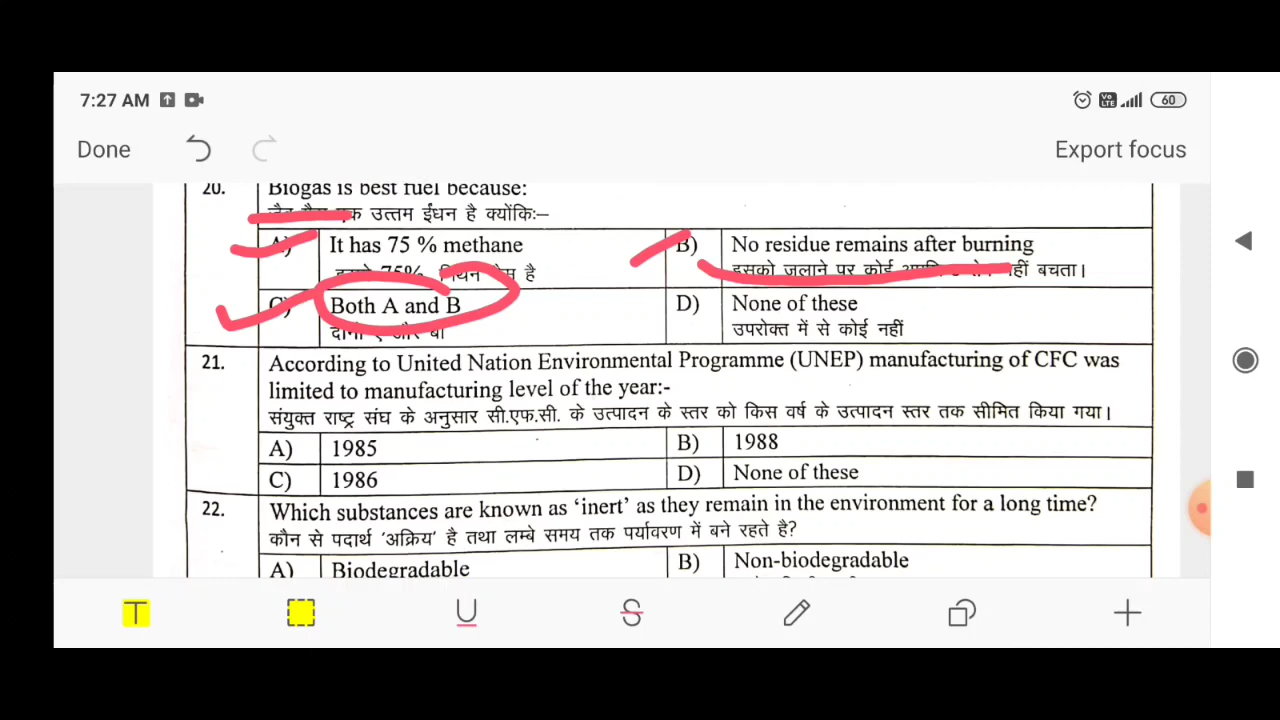 7:27 AM
Vo LTE
60
Done
Export focus
20. Biogas is best fuel because:
एक उत्तम ईंधन है क्योंकिः–
A) It has 75 % methane B) No residue remains after burning
75% है इसको जलाने पर कोई नहीं बचता।
C) Both A and B D) None of these
उपरोक्त में से कोई नहीं
21. According to United Nation Environmental Programme (UNEP) manufacturing of CFC was
limited to manufacturing level of the year:-
संयुक्त राष्ट्र संघ के अनुसार सी.एफ.सी. के उत्पादन के स्तर को किस वर्ष के उत्पादन स्तर तक सीमित किया गया।
A) 1985 B) 1988
C) 1986 D) None of these
22. Which substances are known as ‘inert’ as they remain in the environment for a long time?
कौन से पदार्थ 'अक्रिय' है तथा लम्बे समय तक पर्यावरण में बने रहते है?
A) Biodegradable B) Non-biodegradable
T
U
S